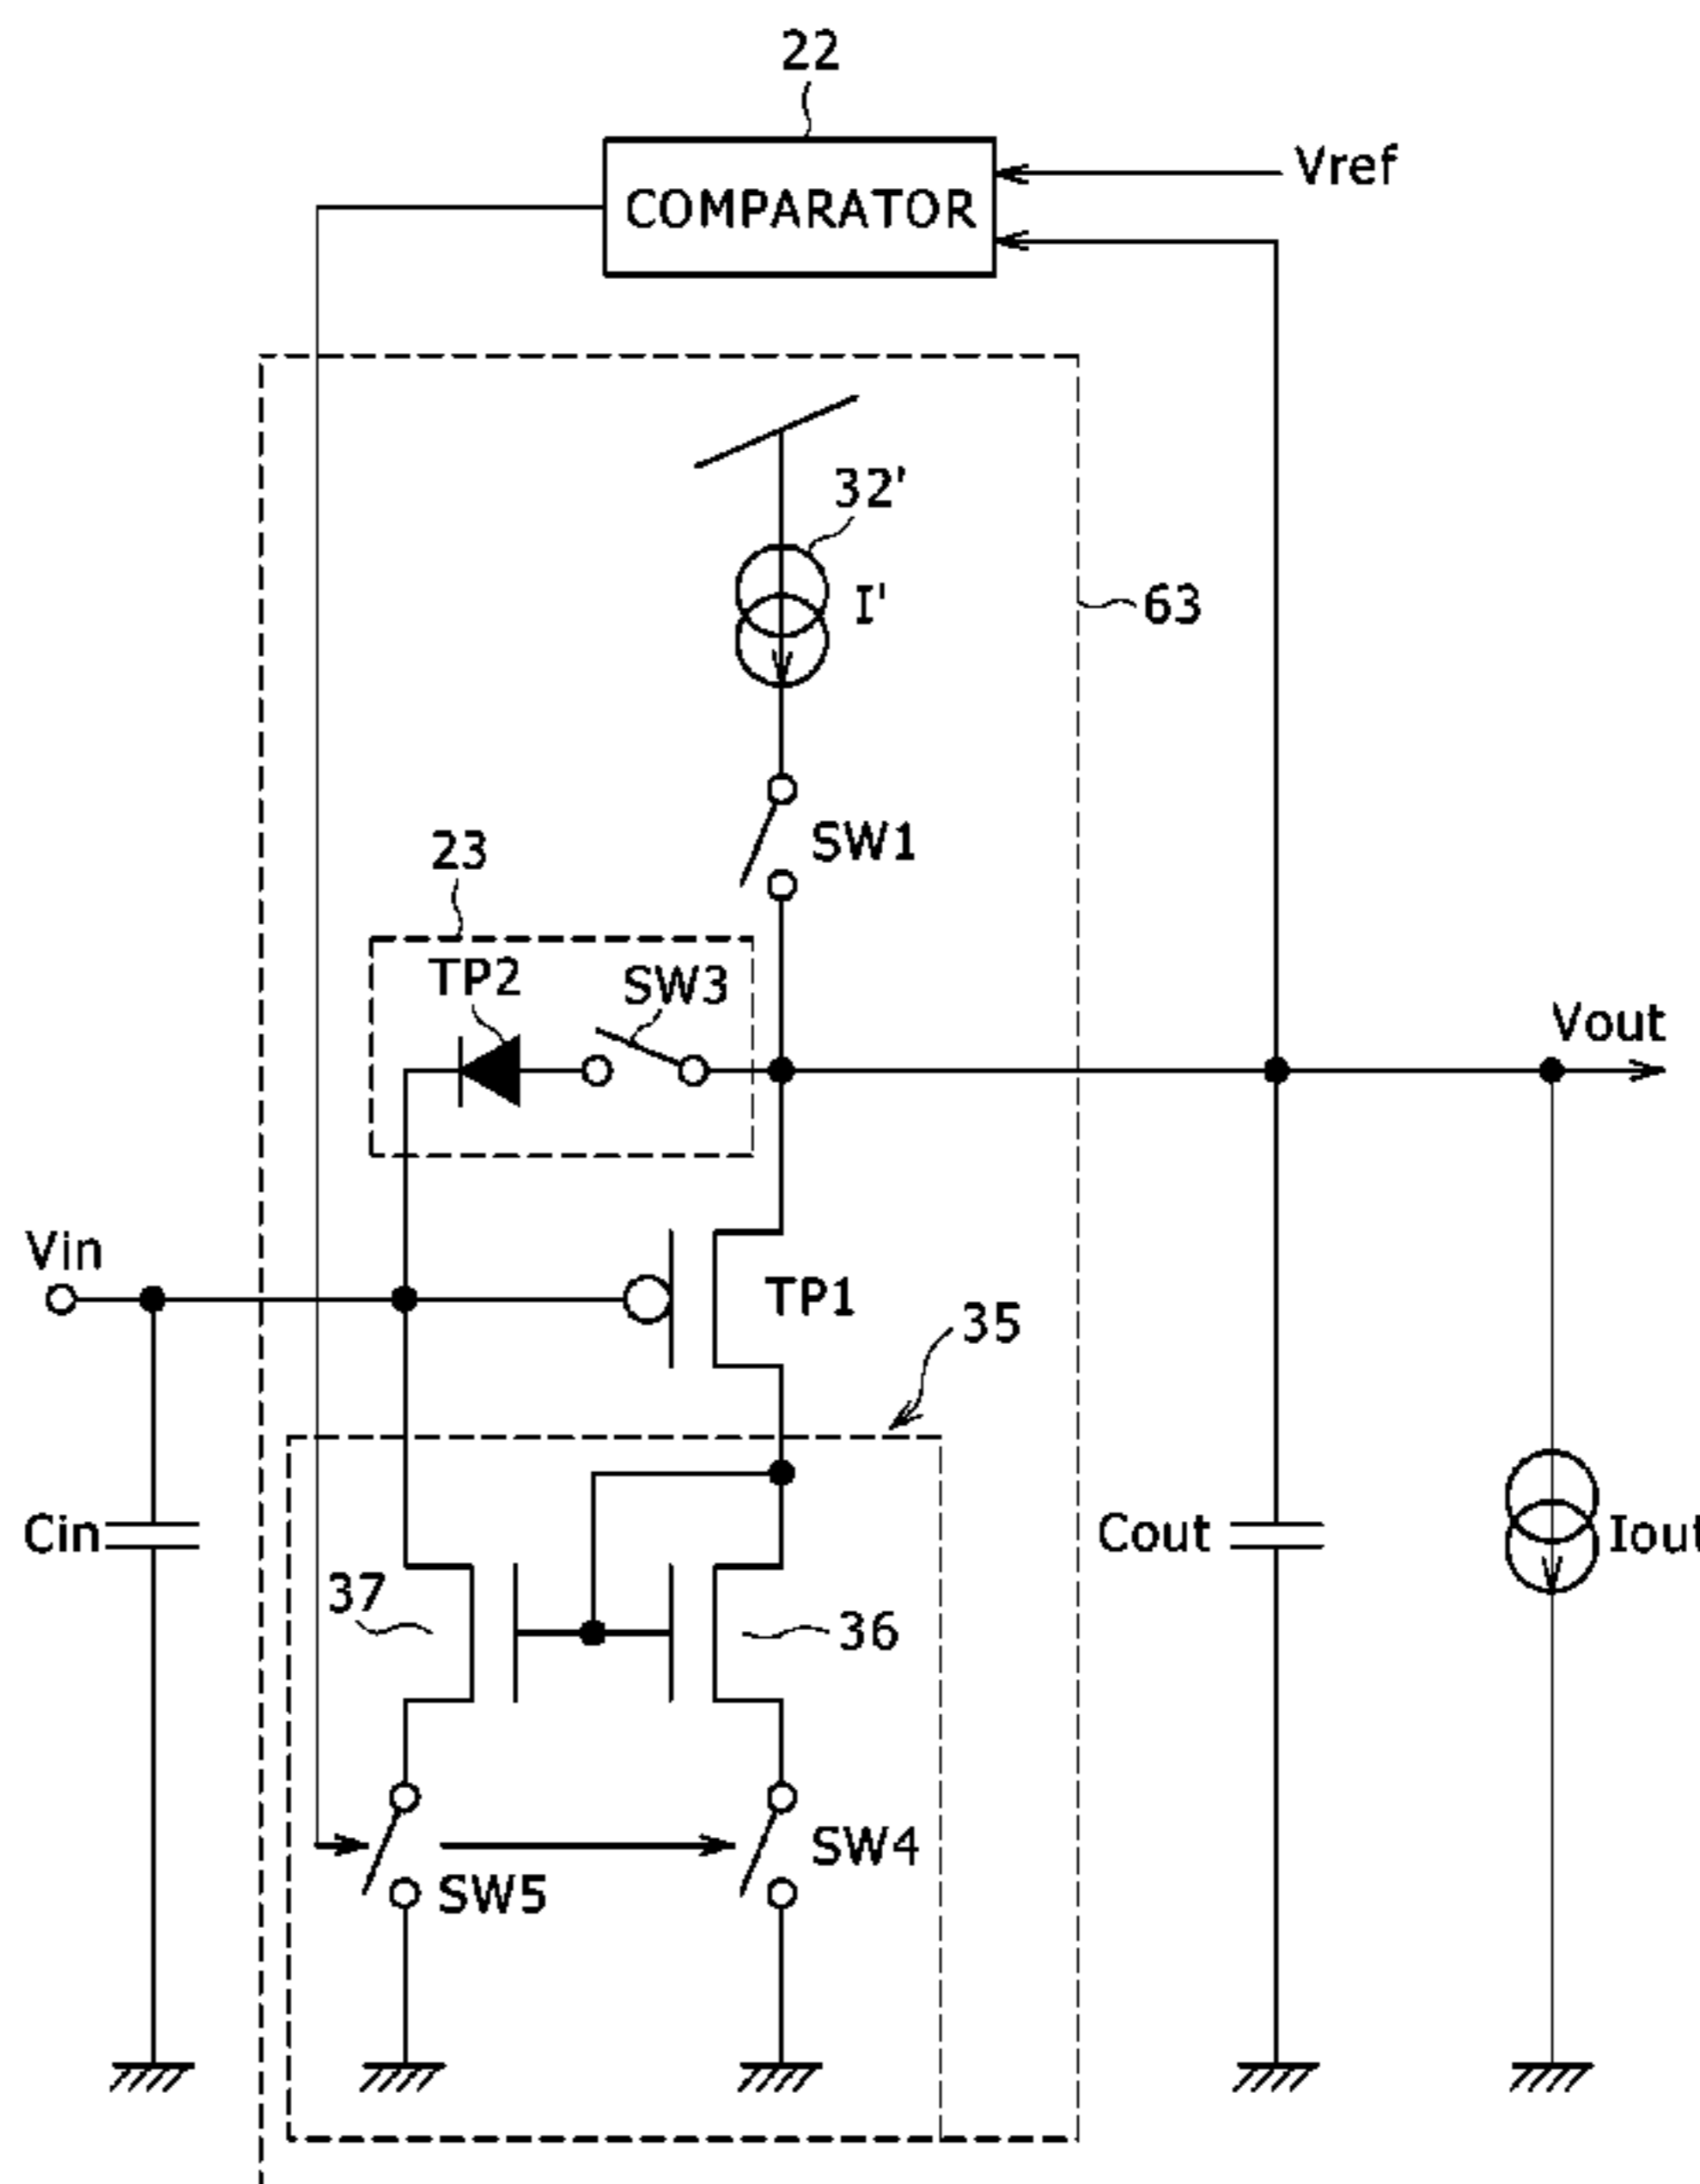 22
COMPARATOR
Vref
32'
I'
63
SW1
23
TP2
SW3
Vout
Vin
TP1
35
Cin
Cout
Iout
37
36
SW4
SW5